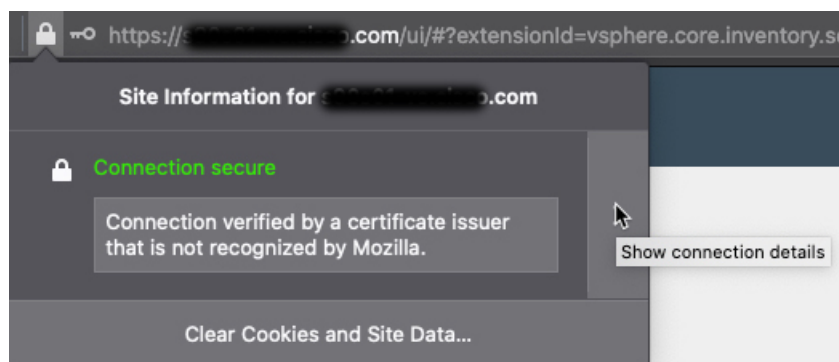 https://s .com/ui/#?extensionId=vsphere.core.inventory.s
Site Information for .com
Connection secure
Connection verified by a certificate issuer
that is not recognized by Mozilla.
Show connection details
Clear Cookies and Site Data...